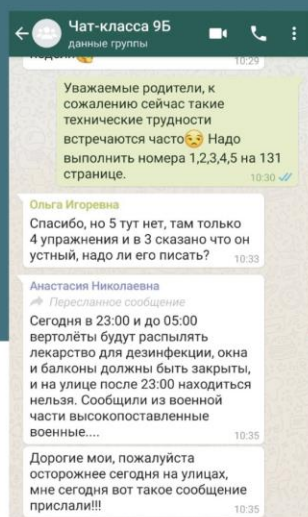 Чат-класса 9Б
данные группы
10:29
Уважаемые родители, к
сожалению сейчас такие
технические трудности
встречаются часто😒 Надо
выполнить номера 1,2,3,4,5 на 131
странице.
10:30
Ольга Игоревна
Спасибо, но 5 тут нет, там только
4 упражнения и в 3 сказано что он
устный, надо ли его писать?
10:33
Анастасия Николаевна
Пересланное сообщение
Сегодня в 23:00 и до 05:00
вертолёты будут распылять
лекарство для дезинфекции, окна
и балконы должны быть закрыты,
и на улице после 23:00 находиться
нельзя. Сообщили из военной
части высокопоставленные
военные....
10:35
Дорогие мои, пожалуйста
осторожнее сегодня на улицах,
мне сегодня вот такое сообщение
прислали!!!
10:35